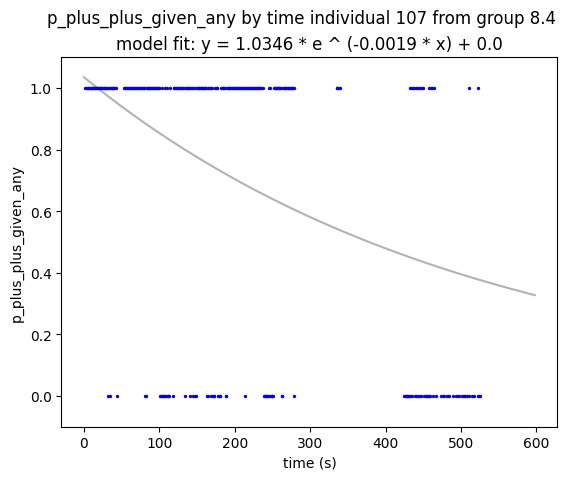 p_plus_plus_given_any by time individual 107 from group 8.4
model fit: y = 1.0346 * e ^ (-0.0019 * x) + 0.0
p_plus_plus_given_any
1.0
0.8
0.6
0.4
0.2
0.0
0 100 200 300 400 500 600
time (s)